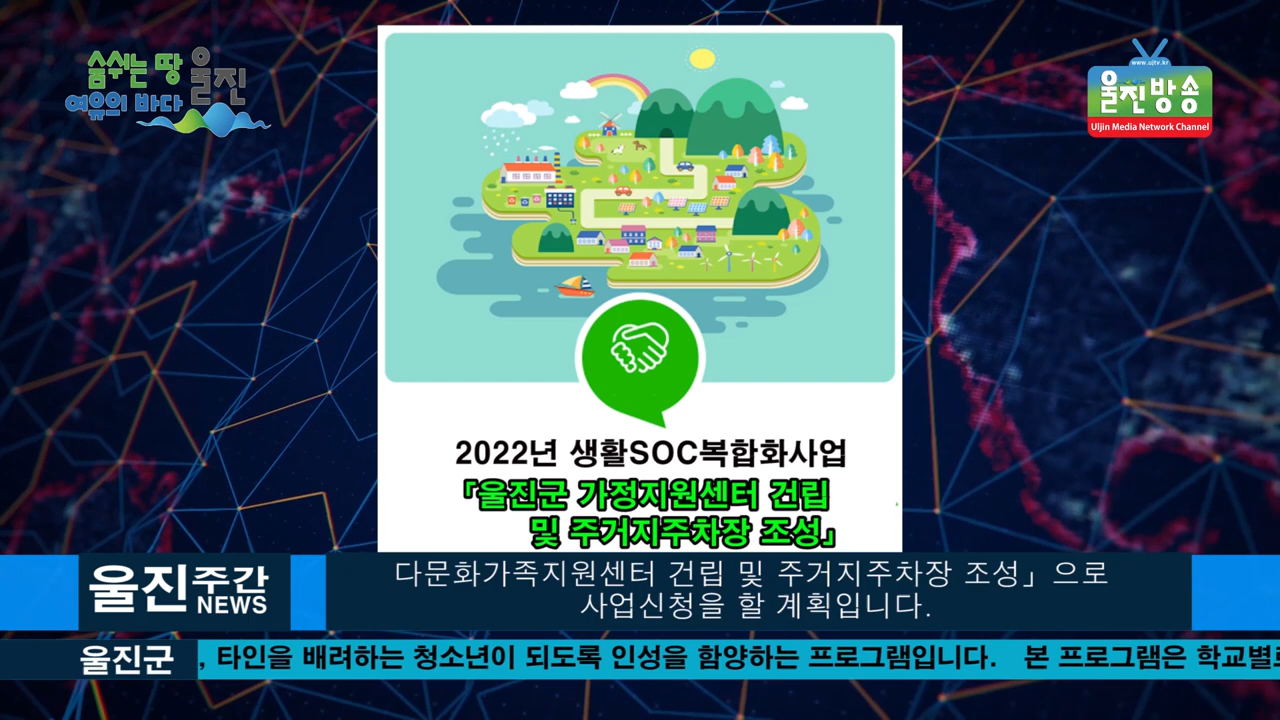 숨쉬는 땅
여유의 바다
울진
www.ujtv.kr
울진방송
Uljin Media Network Channel
2022년 생활SOC복합화사업
「울진군 가정지원센터 건립
및 주거지주차장 조성」
울진주간
NEWS
다문화가족지원센터 건립 및 주거지주차장 조성」으로
사업신청을 할 계획입니다.
울진군
, 타인을 배려하는 청소년이 되도록 인성을 함양하는 프로그램입니다. 본 프로그램은 학교별로